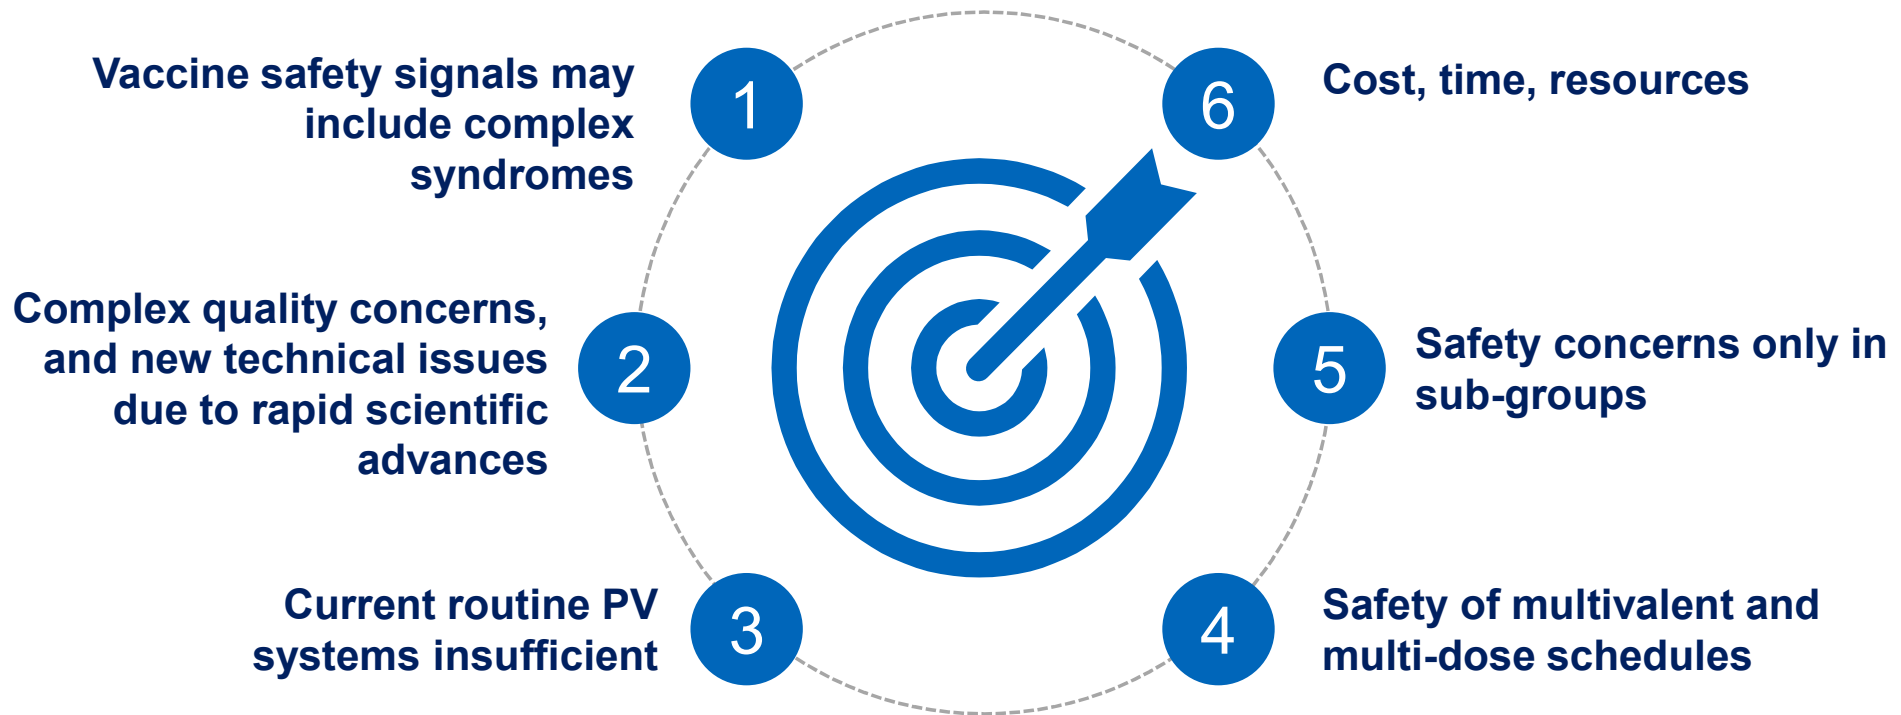 1
Vaccine safety signals may
include complex
syndromes
2
Complex quality concerns,
and new technical issues
due to rapid scientific
advances
3
Current routine PV
systems insufficient
4
Safety of multivalent and
multi-dose schedules
5
Safety concerns only in
sub-groups
6
Cost, time, resources